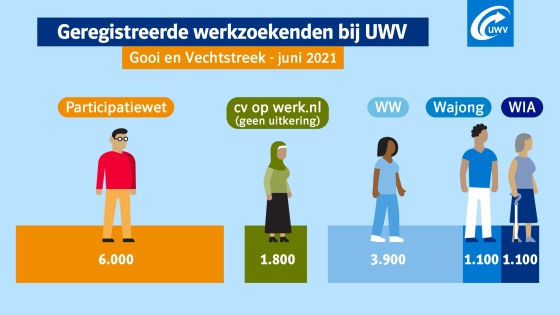 Geregistreerde werkzoekenden bij UWV
Gooi en Vechtstreek - juni 2021
UWV
Participatiewet
cv op werk.nl
(geen uitkering)
WW
Wajong
WIA
6.000
1.800
3.900
1.100
1.100